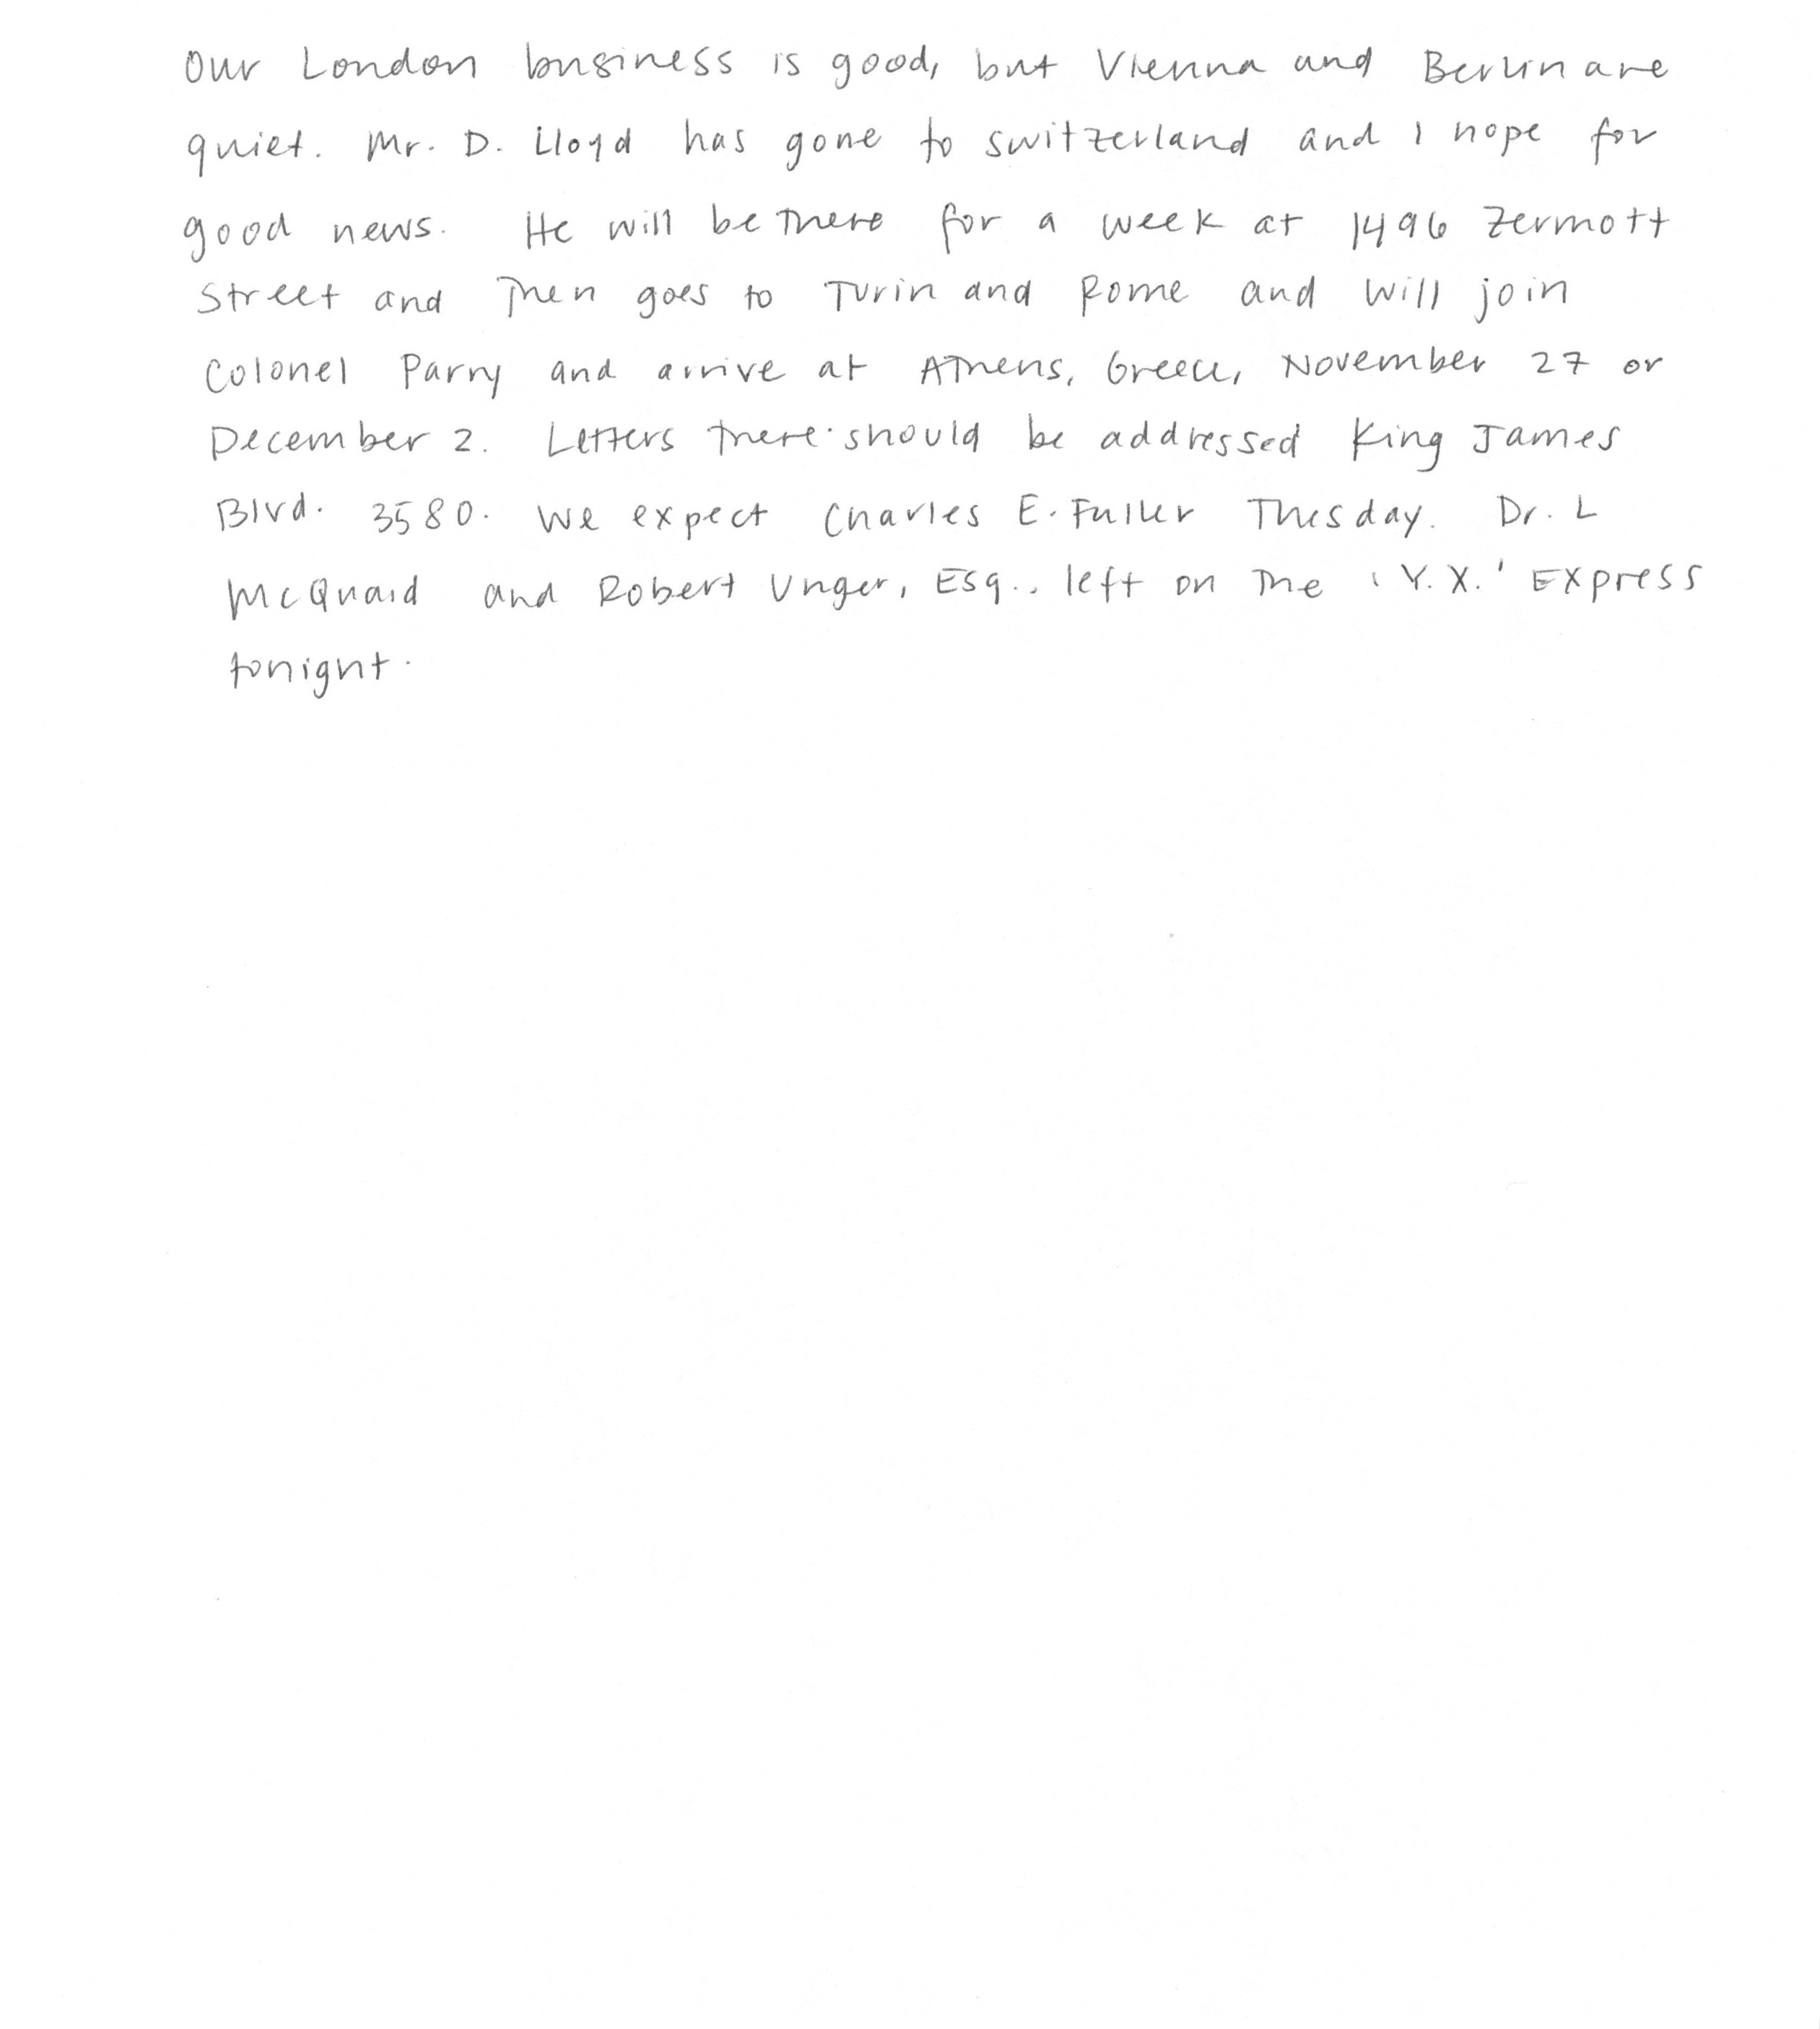 Our London business is good, but Vienna and Berlin are
quiet. Mr. D. Lloyd has gone to Switzerland and I hope for
good news. He will be there for a week at 1496 Zermott
Street and then goes to Turin and Rome and will join
Colonel Parry and arrive at Athens, Greece, November 27 or
December 2. Letters there should be addressed King James
Blvd. 3580. We expect Charles E. Fuller Tuesday. Dr. L
McQuaid and Robert Unger, Esq., left on the 'Y.X.' Express
tonight.